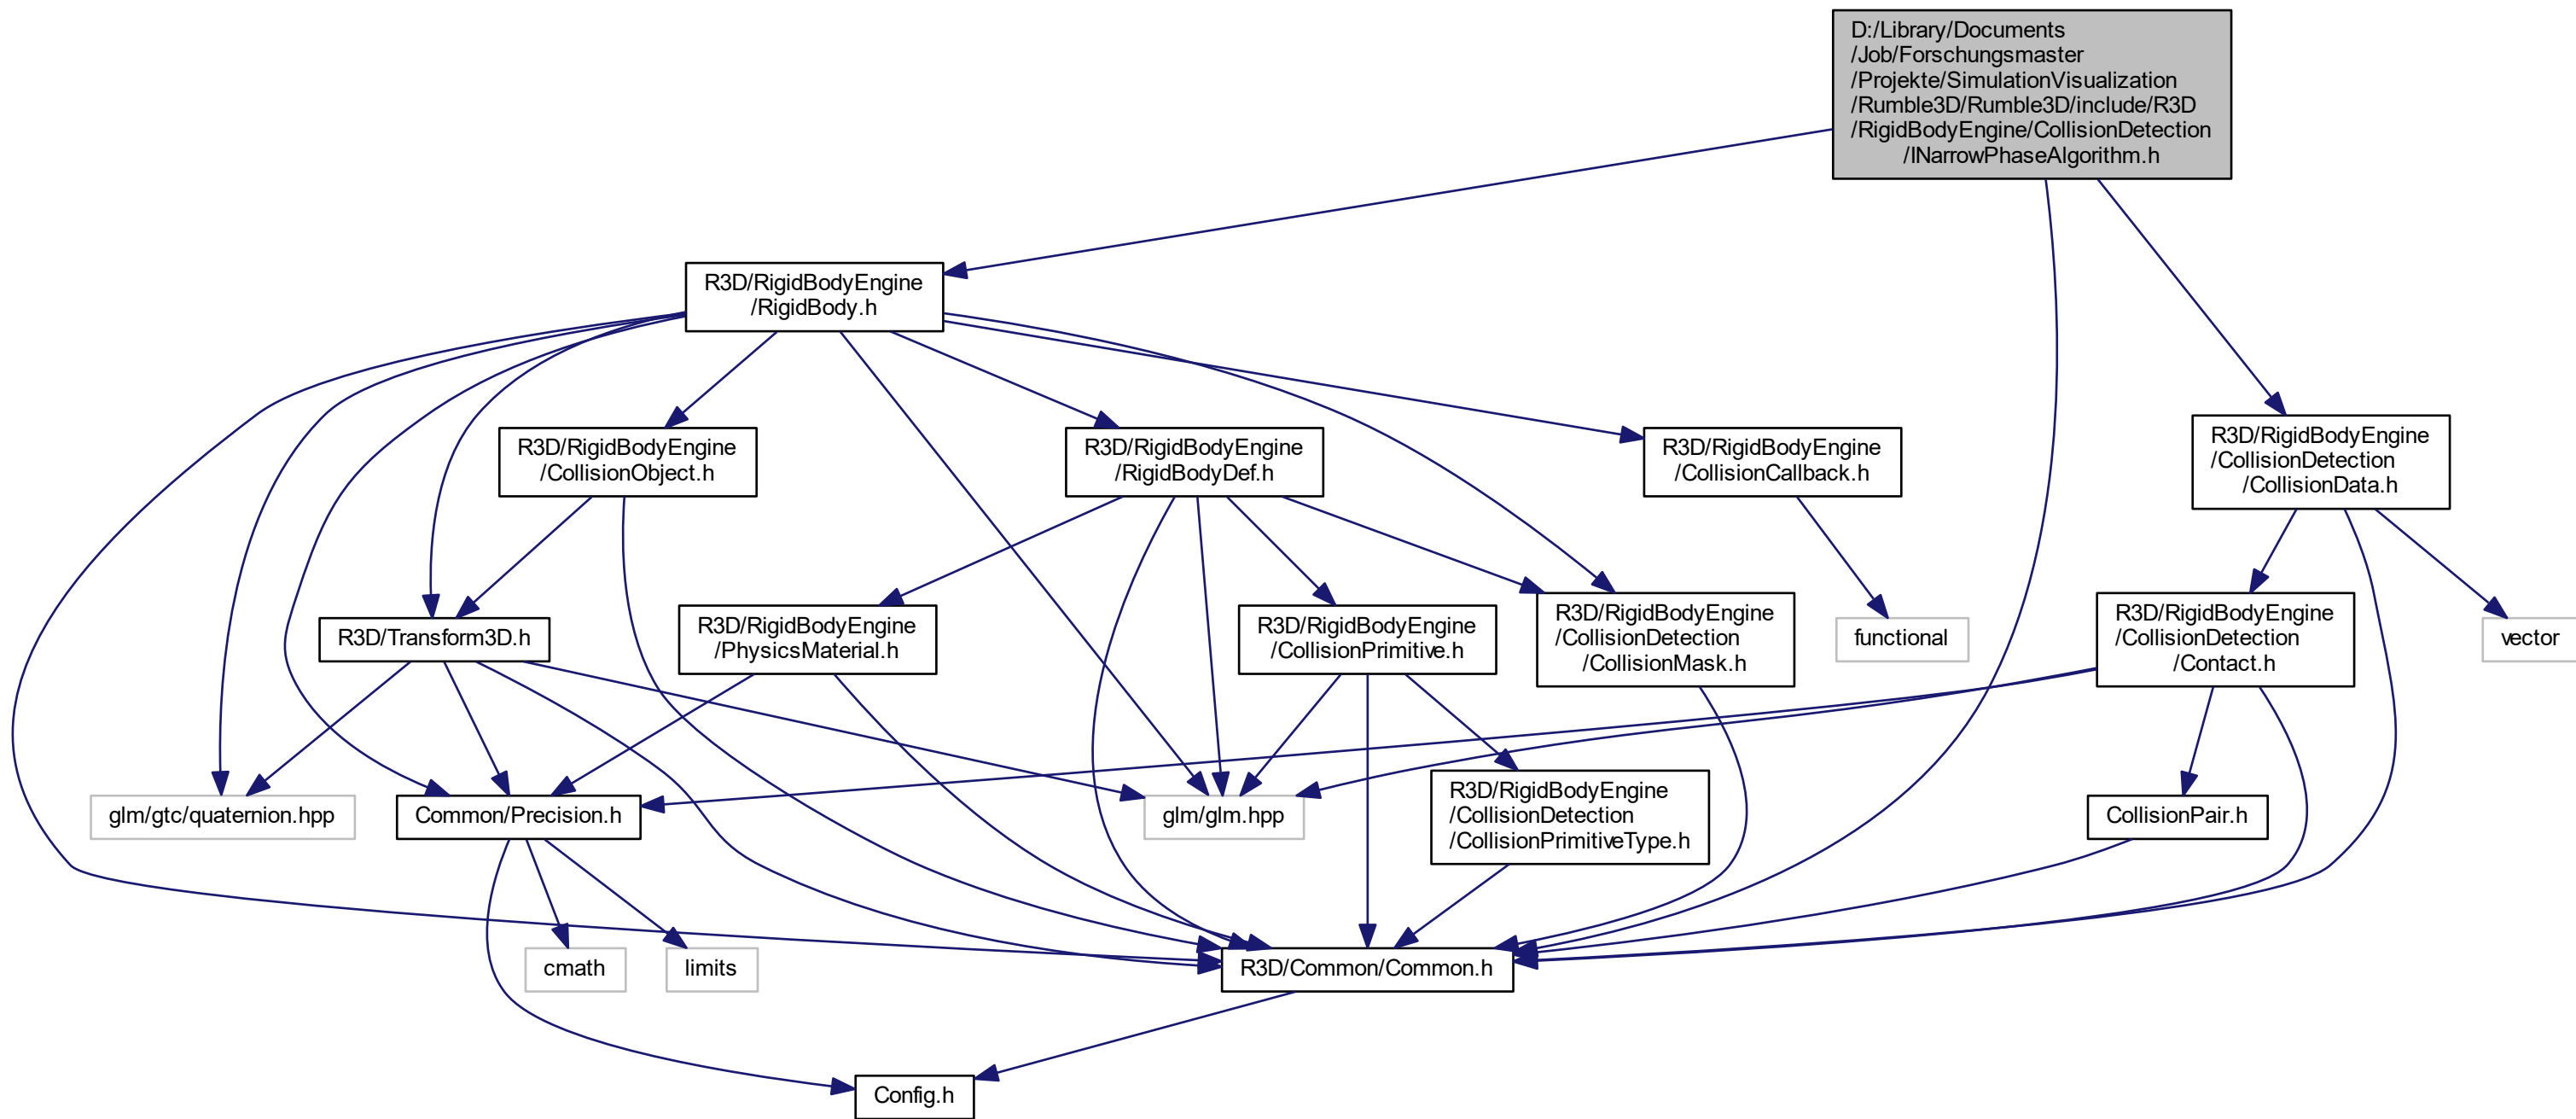 D:/Library/Documents
/Job/Forschungsmaster
/Projekte/SimulationVisualization
/Rumble3D/Rumble3D/include/R3D
/RigidBodyEngine/CollisionDetection
/INarrowPhaseAlgorithm.h
R3D/RigidBodyEngine
/RigidBody.h
R3D/RigidBodyEngine
/CollisionObject.h
R3D/RigidBodyEngine
/RigidBodyDef.h
R3D/RigidBodyEngine
/CollisionCallback.h
R3D/RigidBodyEngine
/CollisionDetection
/CollisionData.h
R3D/Transform3D.h
R3D/RigidBodyEngine
/PhysicsMaterial.h
R3D/RigidBodyEngine
/CollisionPrimitive.h
R3D/RigidBodyEngine
/CollisionDetection
/CollisionMask.h
functional
R3D/RigidBodyEngine
/CollisionDetection
/Contact.h
vector
glm/gtc/quaternion.hpp
Common/Precision.h
glm/glm.hpp
R3D/RigidBodyEngine
/CollisionDetection
/CollisionPrimitiveType.h
CollisionPair.h
cmath
limits
R3D/Common/Common.h
Config.h